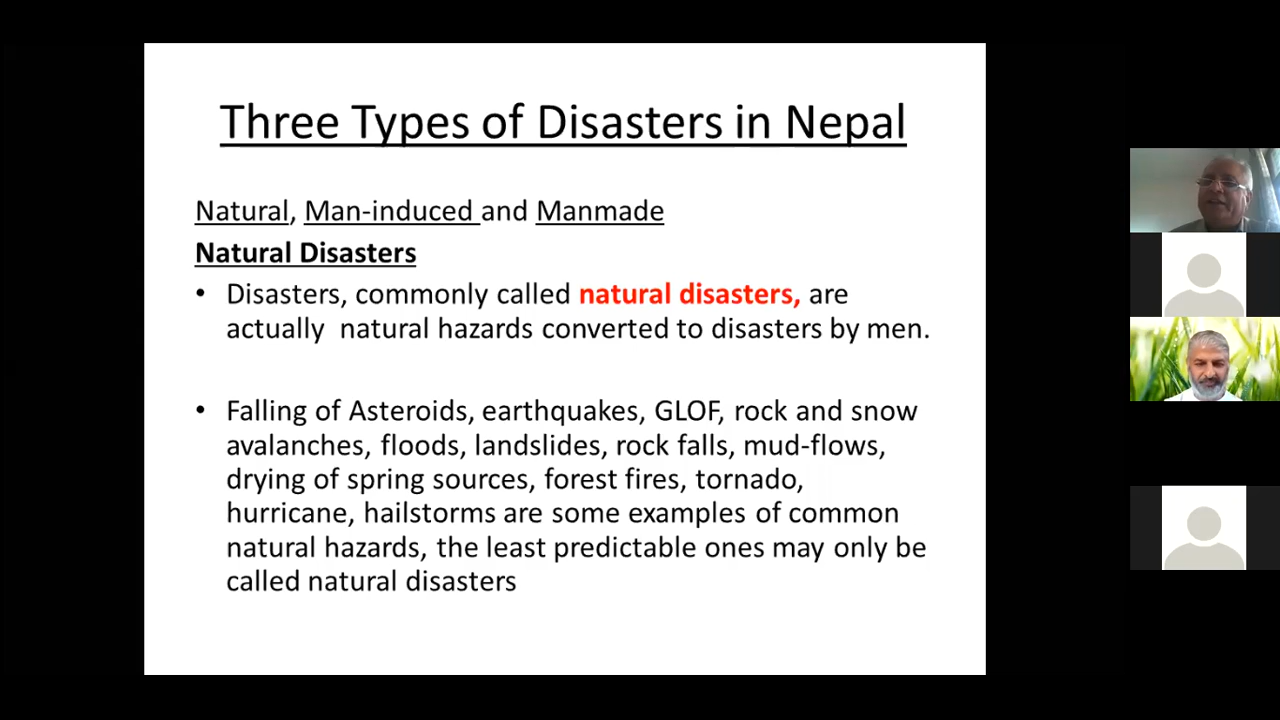 Three Types of Disasters in Nepal
Natural, Man-induced and Manmade
Natural Disasters
• Disasters, commonly called natural disasters, are
actually natural hazards converted to disasters by men.
• Falling of Asteroids, earthquakes, GLOF, rock and snow
avalanches, floods, landslides, rock falls, mud-flows,
drying of spring sources, forest fires, tornado,
hurricane, hailstorms are some examples of common
natural hazards, the least predictable ones may only be
called natural disasters